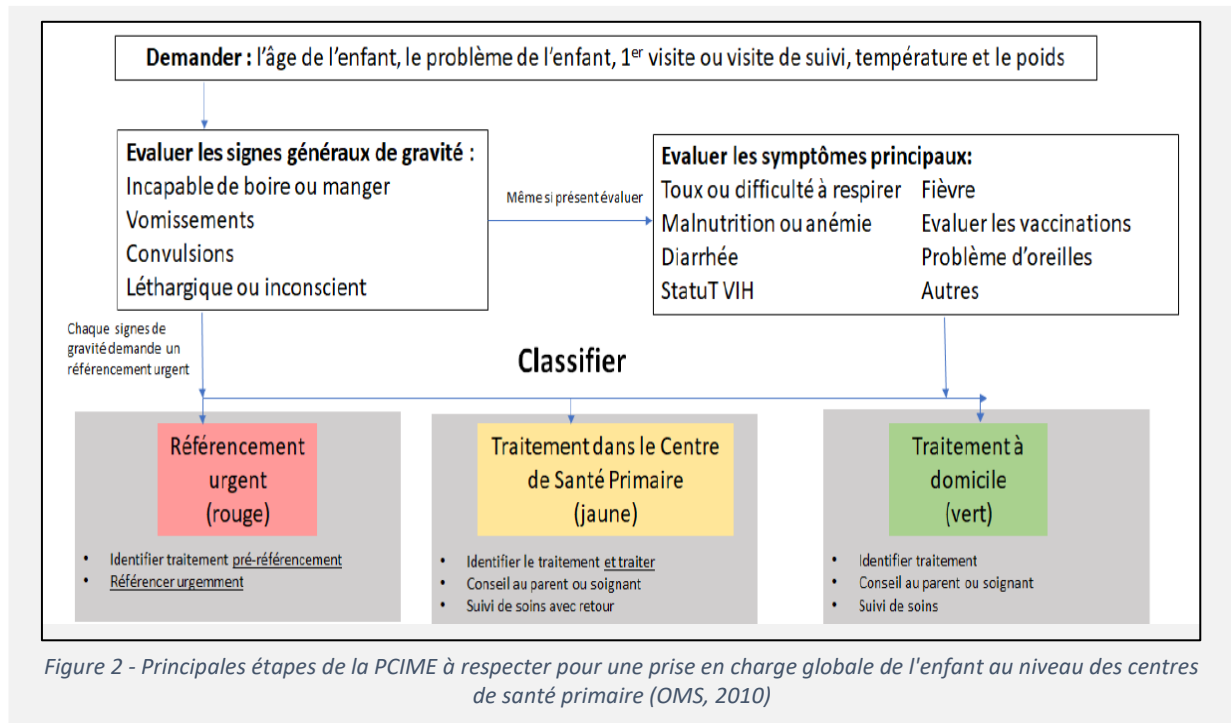 Demander : l'âge de l'enfant, le problème de l'enfant, 1er visite ou visite de suivi, température et le poids
Evaluer les signes généraux de gravité :
Incapable de boire ou manger
Vomissements
Convulsions
Léthargique ou inconscient
Même si présent évaluer
Evaluer les symptômes principaux:
Toux ou difficulté à respirer Fièvre
Malnutrition ou anémie Evaluer les vaccinations
Diarrhée Problème d'oreilles
StatuT VIH Autres
Chaque signes de
gravité demande un
référencement urgent
Classifier
Référencement
urgent
(rouge)
• Identifier traitement pré-référencement
• Référencer urgemment
Traitement dans le Centre
de Santé Primaire
(jaune)
• Identifier le traitement et traiter
• Conseil au parent ou soignant
• Suivi de soins avec retour
Traitement à
domicile
(vert)
• Identifier traitement
• Conseil au parent ou soignant
• Suivi de soins
Figure 2 - Principales étapes de la PCIME à respecter pour une prise en charge globale de l'enfant au niveau des centres
de santé primaire (OMS, 2010)